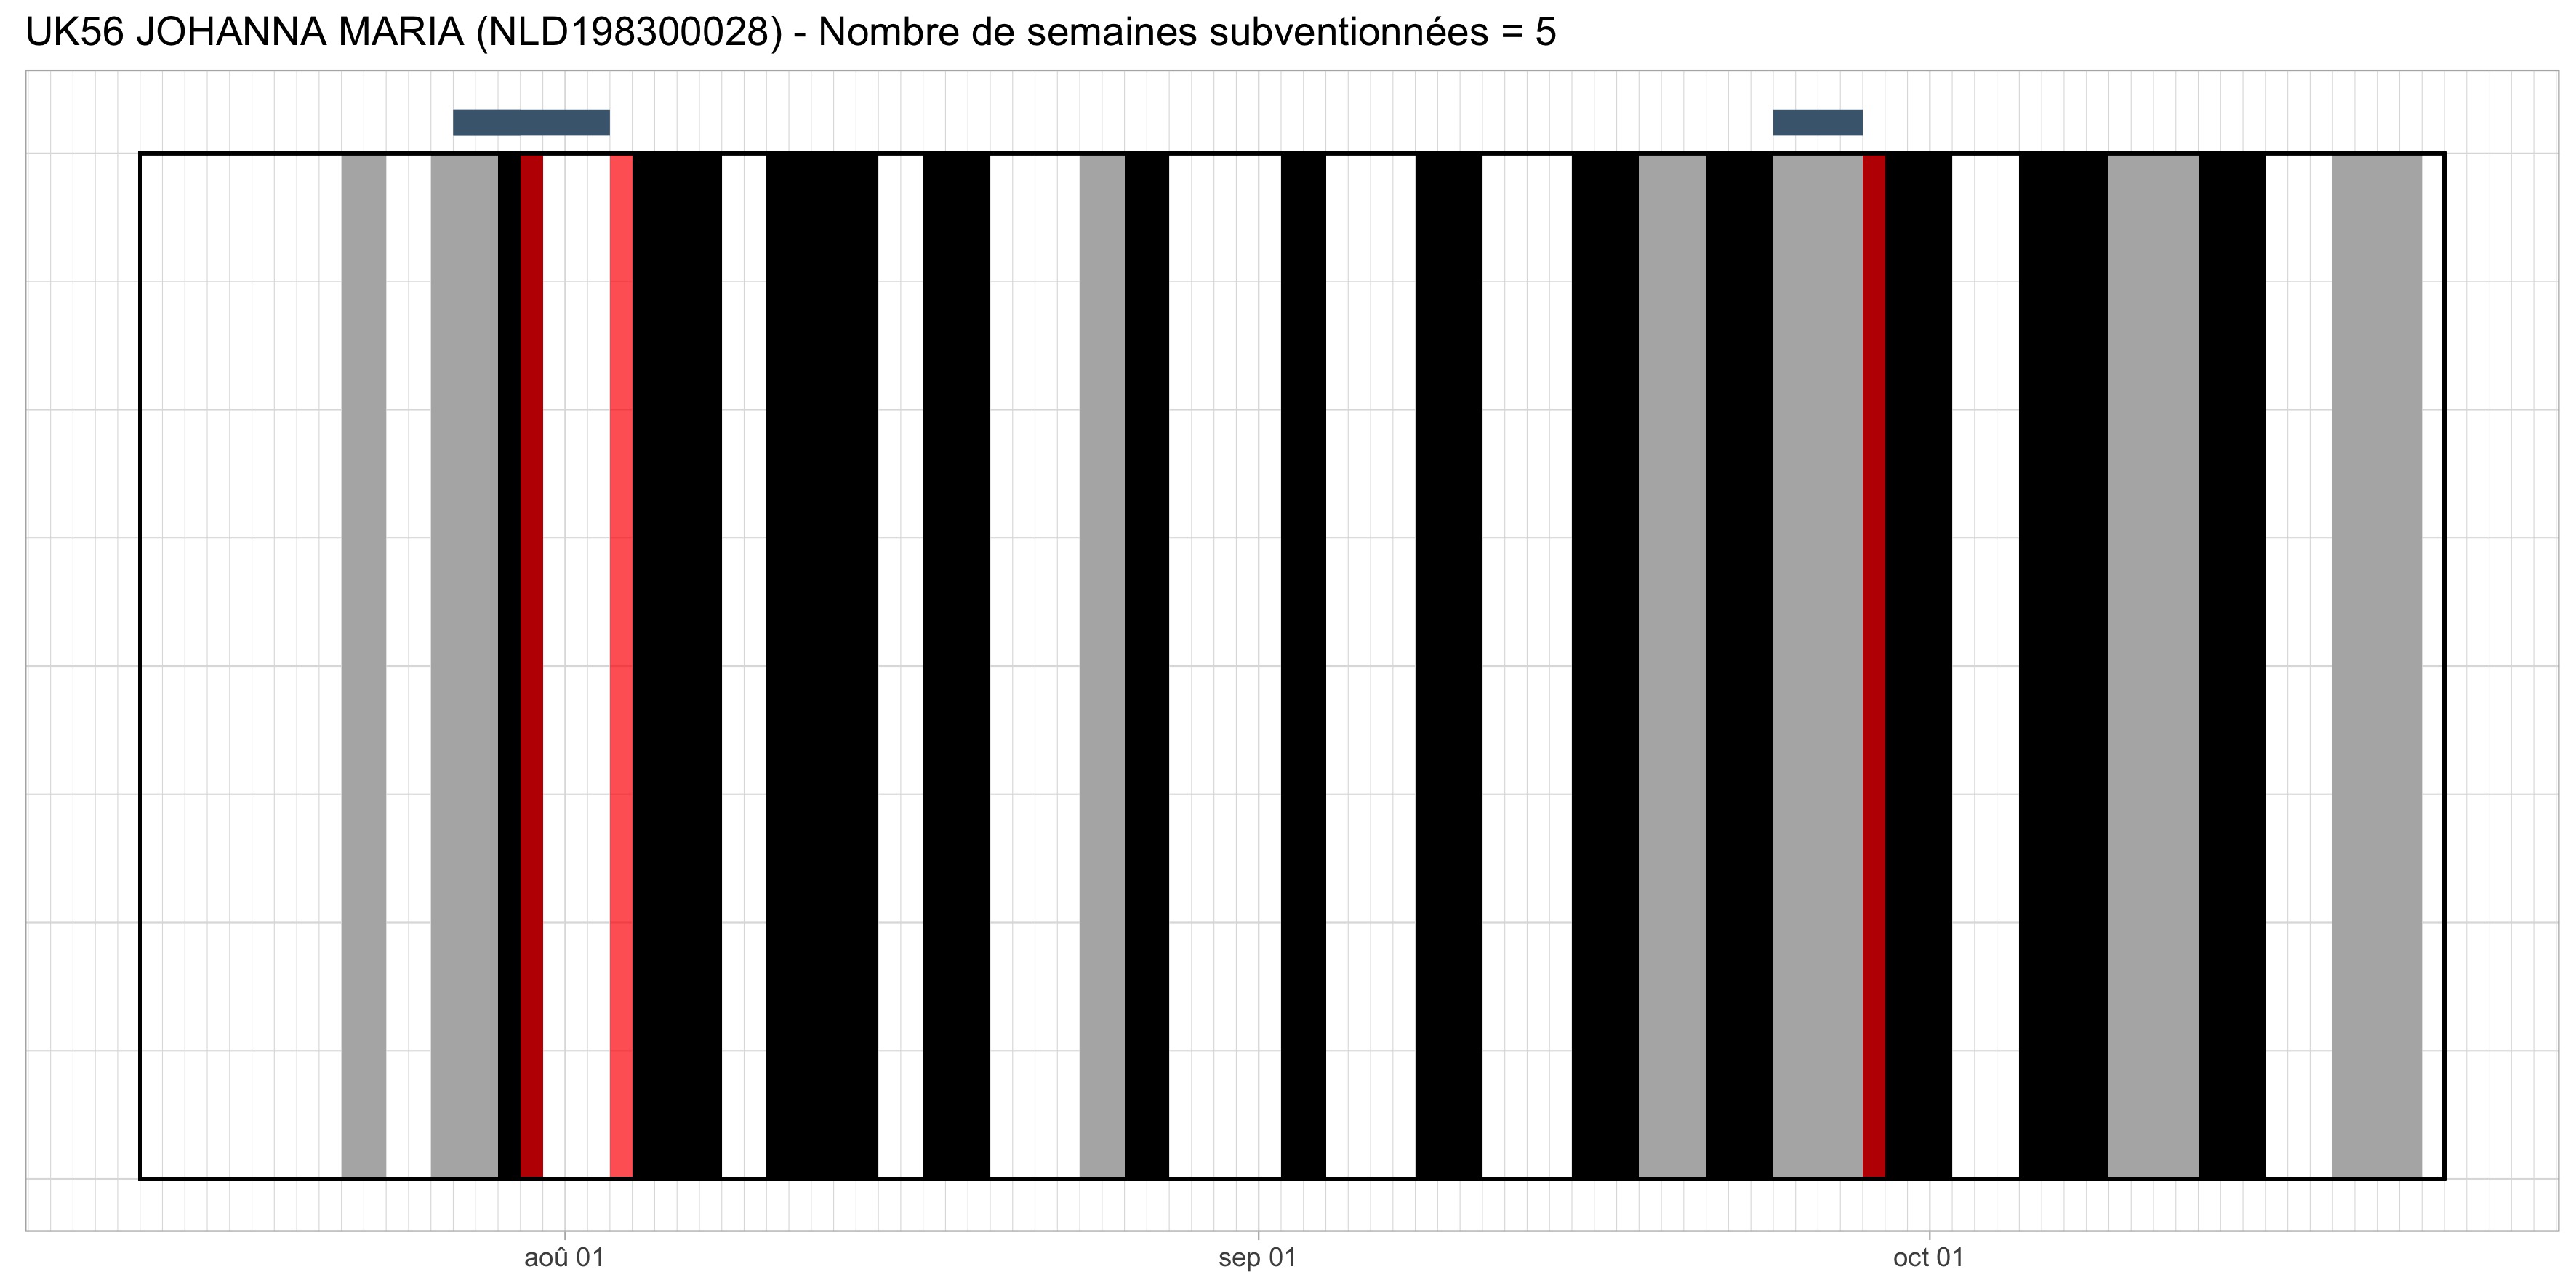 UK56 JOHANNA MARIA (NLD198300028) - Nombre de semaines subventionnées = 5
aoû 01
sep 01
oct 01